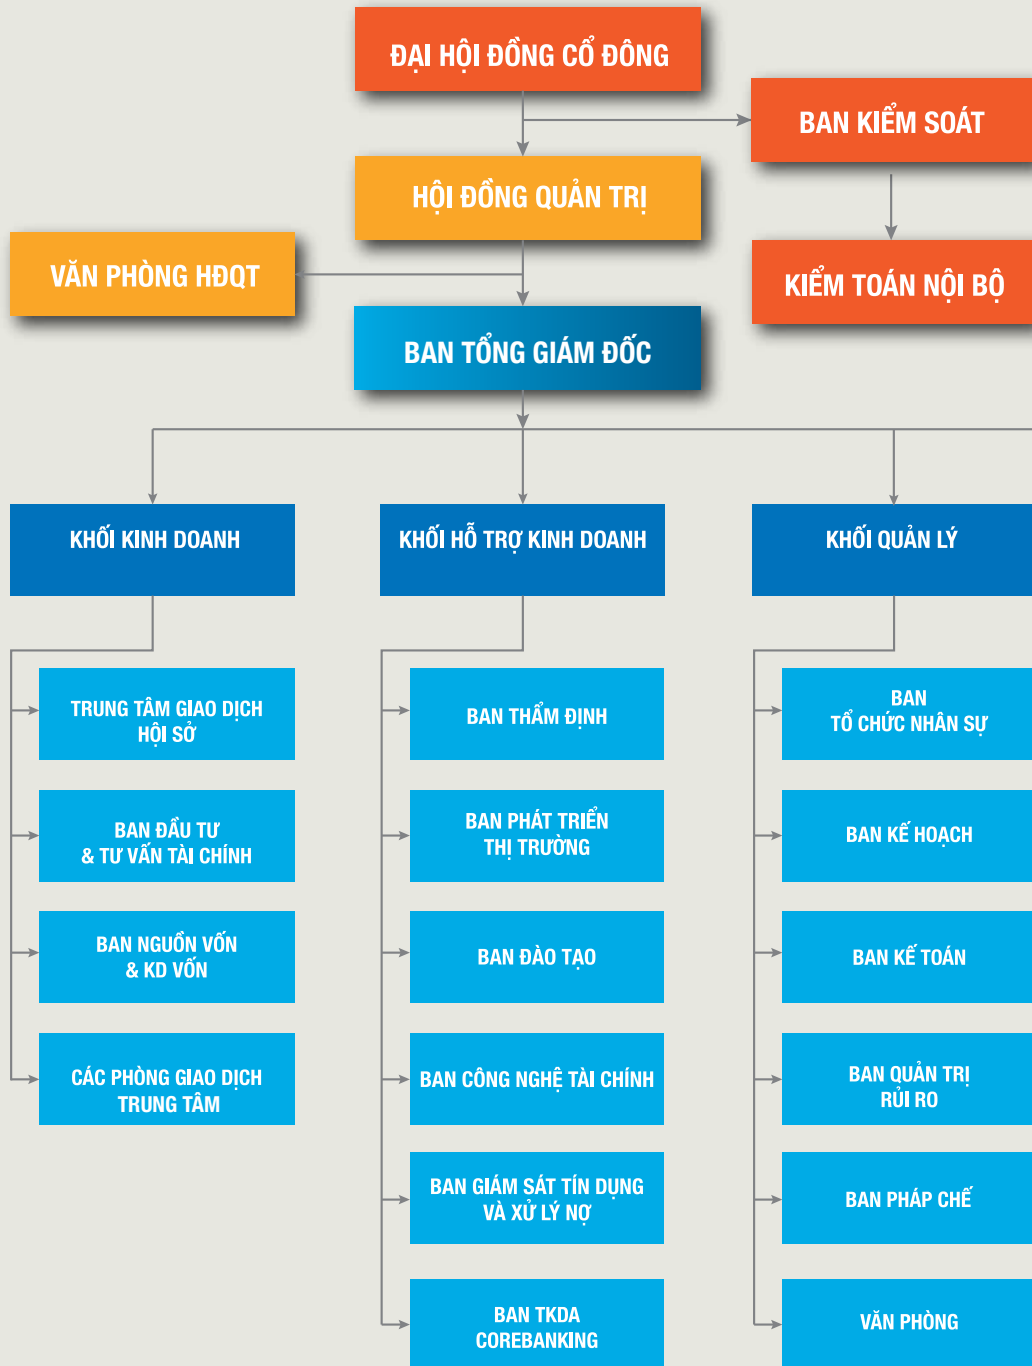 ĐẠI HỘI ĐỒNG CỔ ĐÔNG
BAN KIỂM SOÁT
HỘI ĐỒNG QUẢN TRỊ
VĂN PHÒNG HĐQT
KIỂM TOÁN NỘI BỘ
BAN TỔNG GIÁM ĐỐC
KHỐI KINH DOANH
TRUNG TÂM GIAO DỊCH
HỘI SỞ
BAN ĐẦU TƯ
& TƯ VẤN TÀI CHÍNH
BAN NGUỒN VỐN
& KD VỐN
CÁC PHÒNG GIAO DỊCH
TRUNG TÂM
KHỐI HỖ TRỢ KINH DOANH
BAN THẨM ĐỊNH
BAN PHÁT TRIỂN
THỊ TRƯỜNG
BAN ĐÀO TẠO
BAN CÔNG NGHỆ TÀI CHÍNH
BAN GIÁM SÁT TÍN DỤNG
VÀ XỬ LÝ NỢ
BAN TKDA
COREBANKING
KHỐI QUẢN LÝ
BAN
TỔ CHỨC NHÂN SỰ
BAN KẾ HOẠCH
BAN KẾ TOÁN
BAN QUẢN TRỊ
RỦI RO
BAN PHÁP CHẾ
VĂN PHÒNG